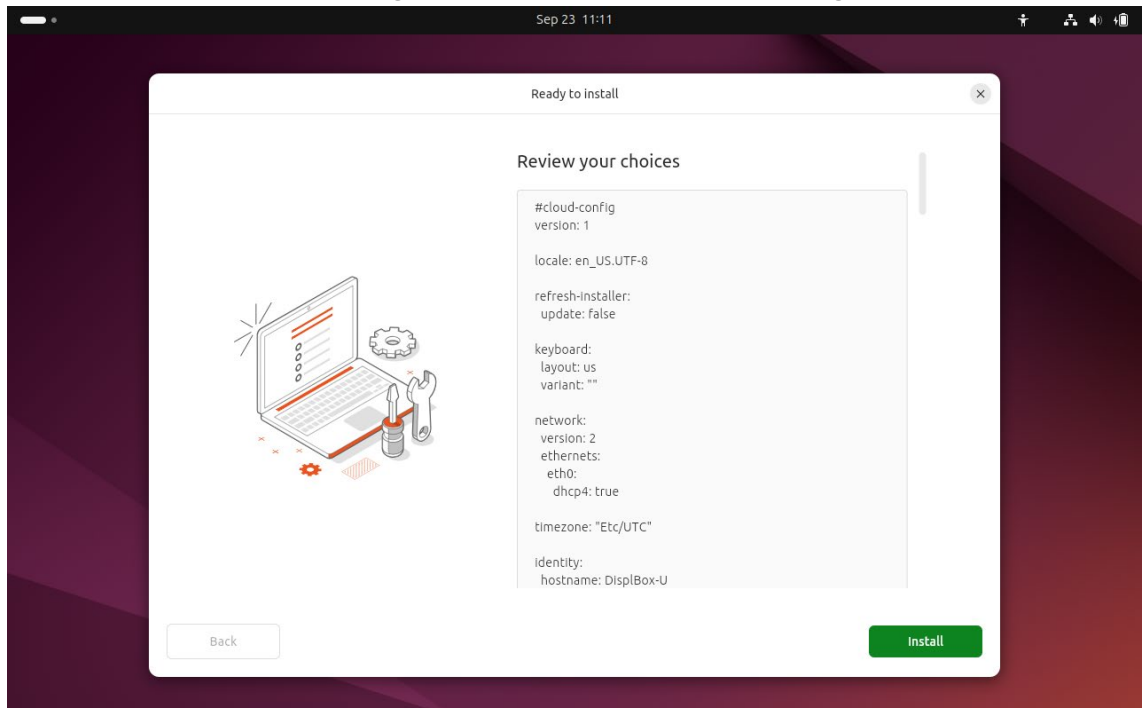 Sep 23 11:11
Ready to install
Review your choices
#cloud-config
version: 1
locale: en_US.UTF-8
refresh-installer:
update: false
keyboard:
layout: us
variant: ""
network:
version: 2
ethernets:
eth0:
dhcp4: true
timezone: "Etc/UTC"
identity:
hostname: DisplBox-U
Back
Install